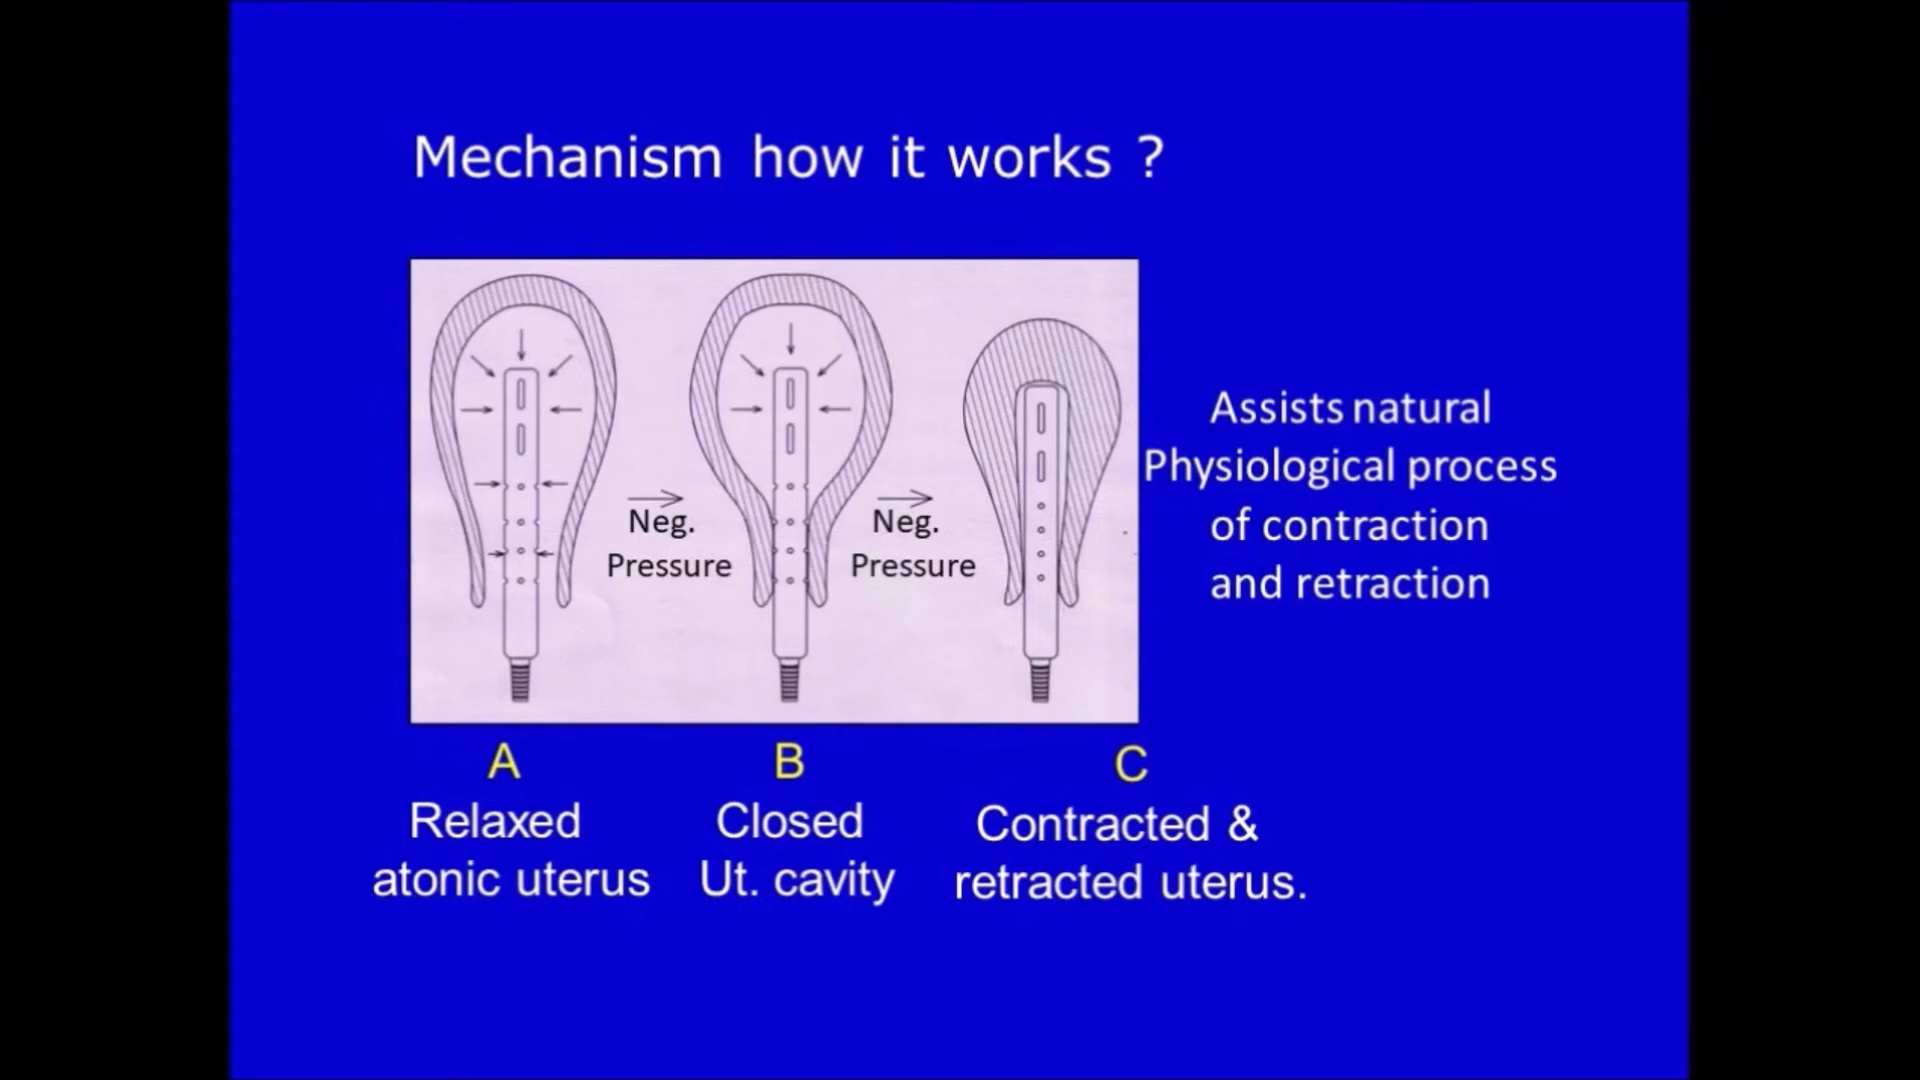 Mechanism how it works ?
Neg.
Pressure
Neg.
Pressure
Assists natural
Physiological process
of contraction
and retraction
A
Relaxed
atonic uterus
B
Closed
Ut. cavity
C
Contracted &
retracted uterus.